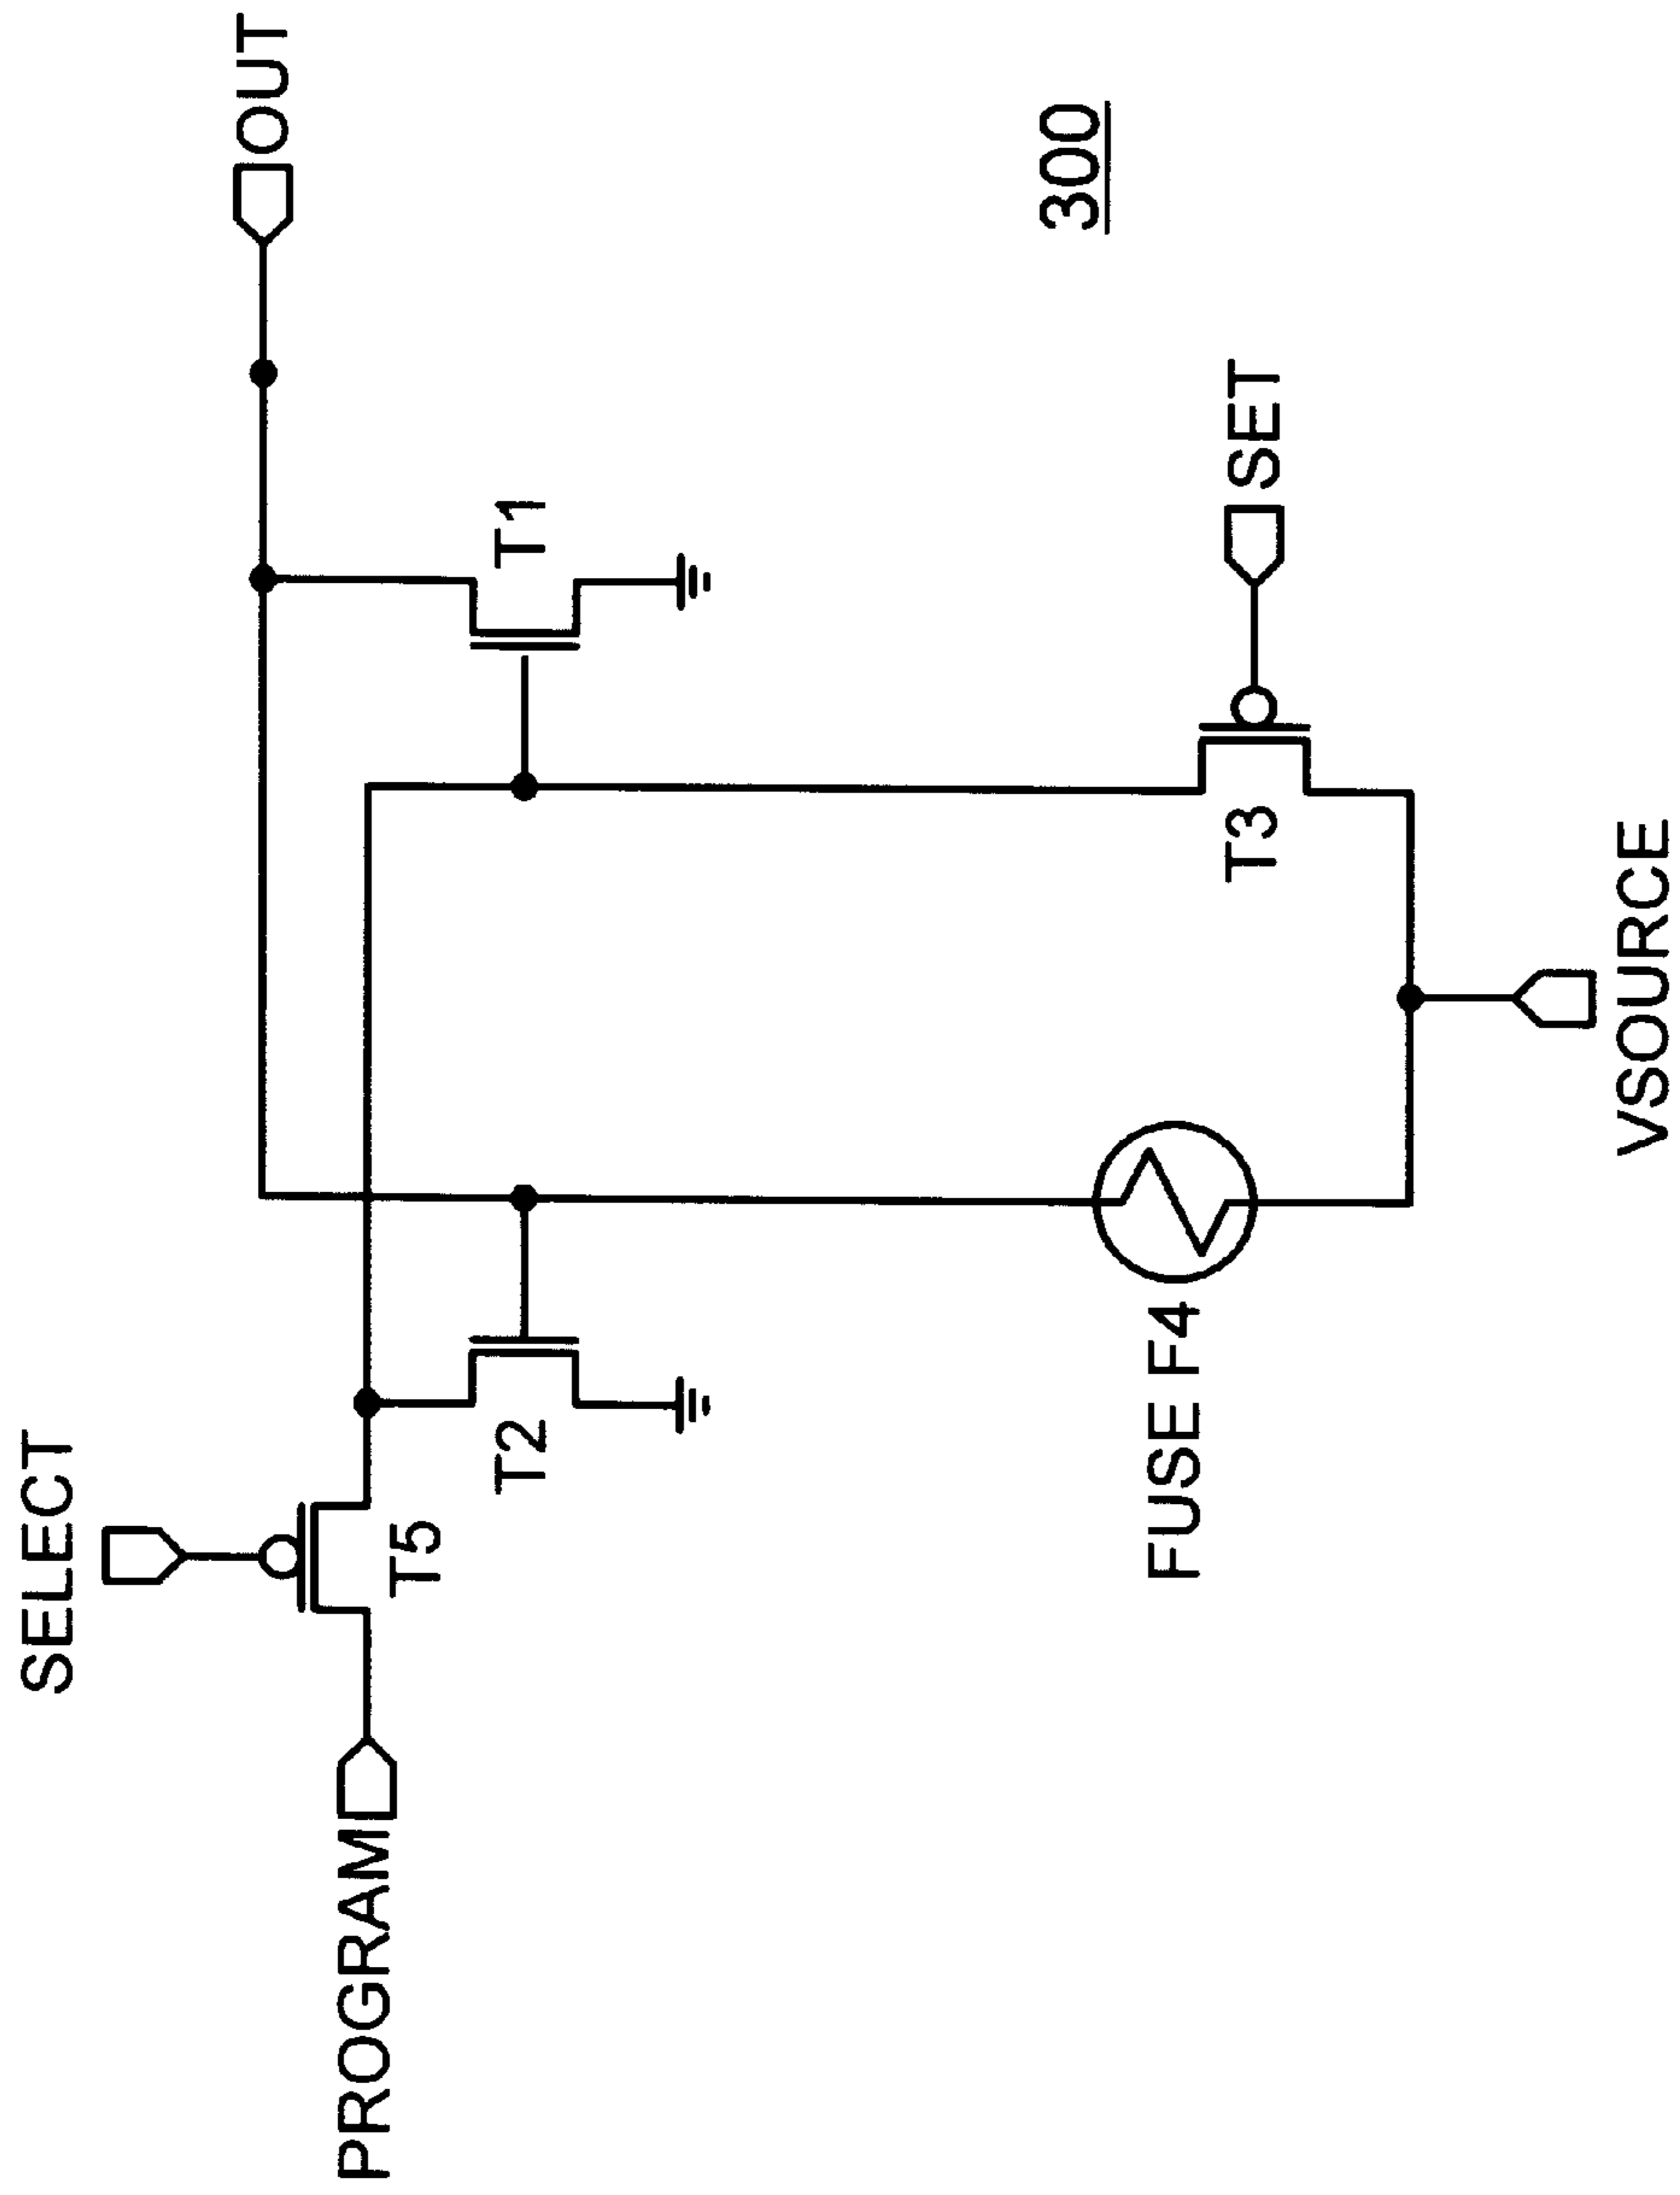 SELECT
PROGRAM
T5
OUT
T2
T1
FUSE F4
T3
SET
VSOURCE
300